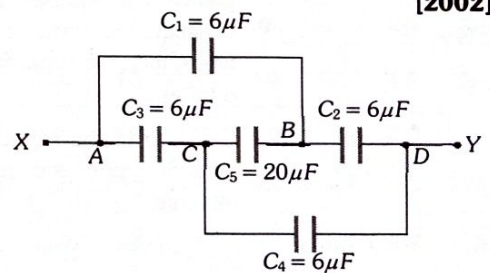 [2002]
C₁ = 6μF
C₃ = 6μF
B
C₂ = 6μF
X
A
C
D
Y
C₅ = 20μF
C₄ = 6μF